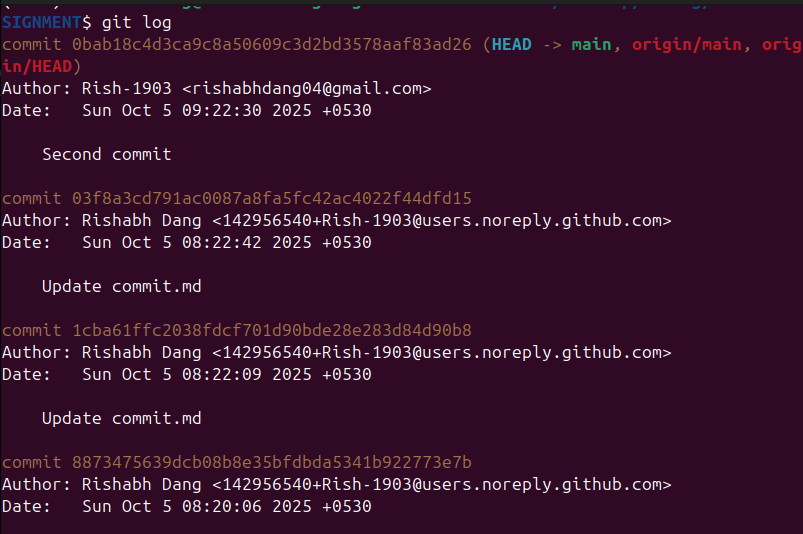 SIGNMENT$ git log
commit 0bab18c4d3ca9c8a50609c3d2bd3578aaf83ad26 (HEAD -> main, origin/main, orig
in/HEAD)
Author: Rish-1903 <rishabhdang04@gmail.com>
Date:   Sun Oct 5 09:22:30 2025 +0530
    Second commit
commit 03f8a3cd791ac0087a8fa5fc42ac4022f44dfd15
Author: Rishabh Dang <142956540+Rish-1903@users.noreply.github.com>
Date:   Sun Oct 5 08:22:42 2025 +0530
    Update commit.md
commit 1cba61ffc2038fdcf701d90bde28e283d84d90b8
Author: Rishabh Dang <142956540+Rish-1903@users.noreply.github.com>
Date:   Sun Oct 5 08:22:09 2025 +0530
    Update commit.md
commit 8873475639dcb08b8e35bfdbda5341b922773e7b
Author: Rishabh Dang <142956540+Rish-1903@users.noreply.github.com>
Date:   Sun Oct 5 08:20:06 2025 +0530